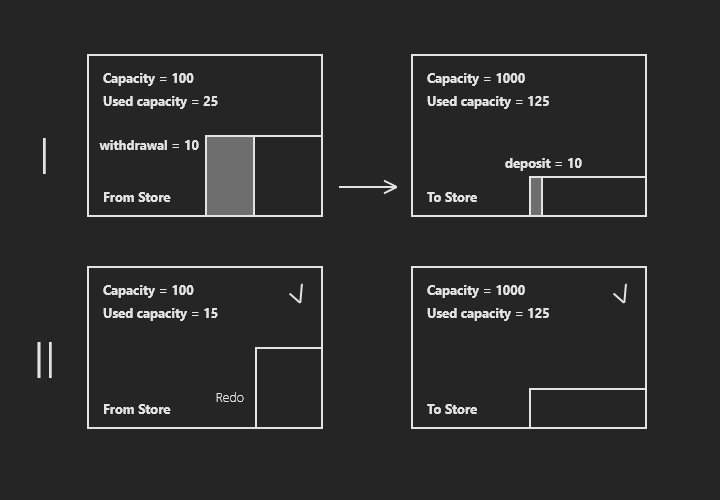 Capacity = 100
Used capacity = 25
withdrawal = 10
From Store
Capacity = 1000
Used capacity = 125
deposit = 10
To Store
|
Capacity = 100
Used capacity = 15
Redo
From Store
Capacity = 1000
Used capacity = 125
To Store
||